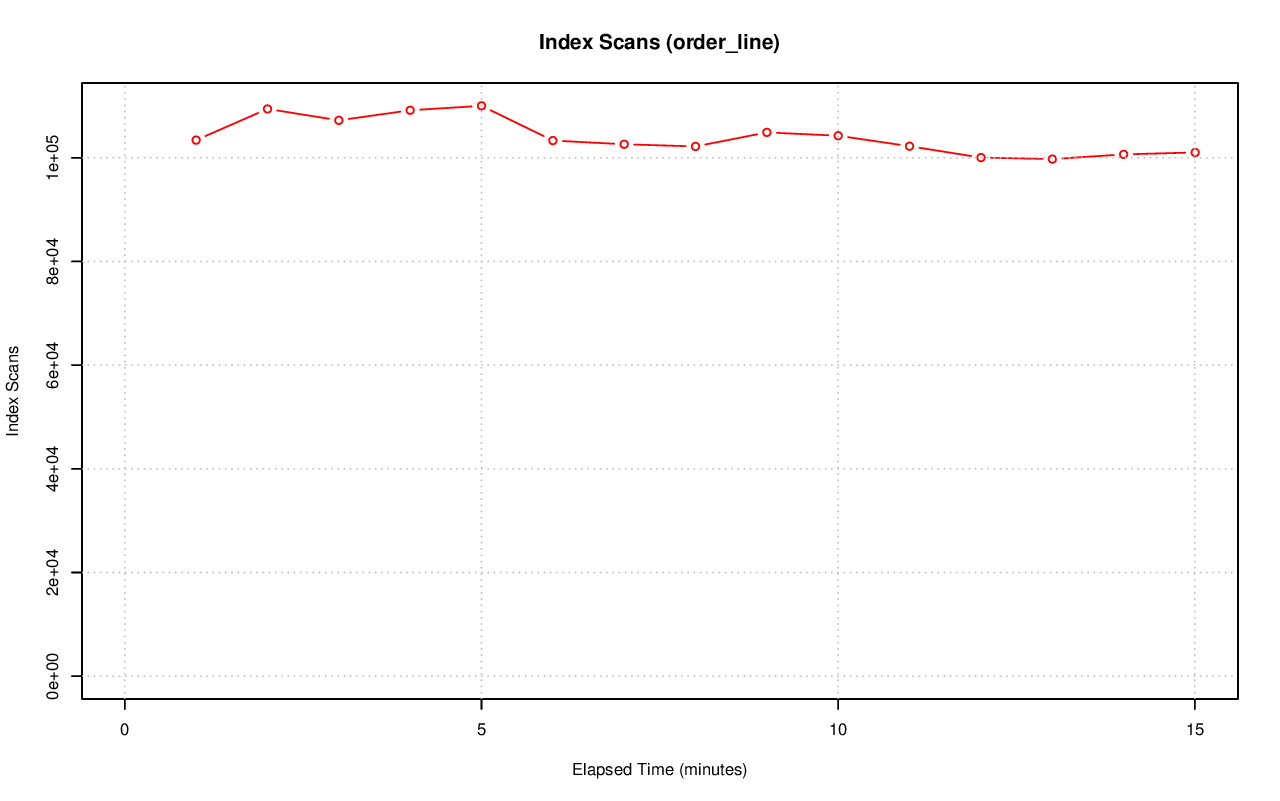 Index Scans (order_line)
Index Scans
1e+05
8e+04
6e+04
4e+04
2e+04
0e+00
0 5 10 15
Elapsed Time (minutes)